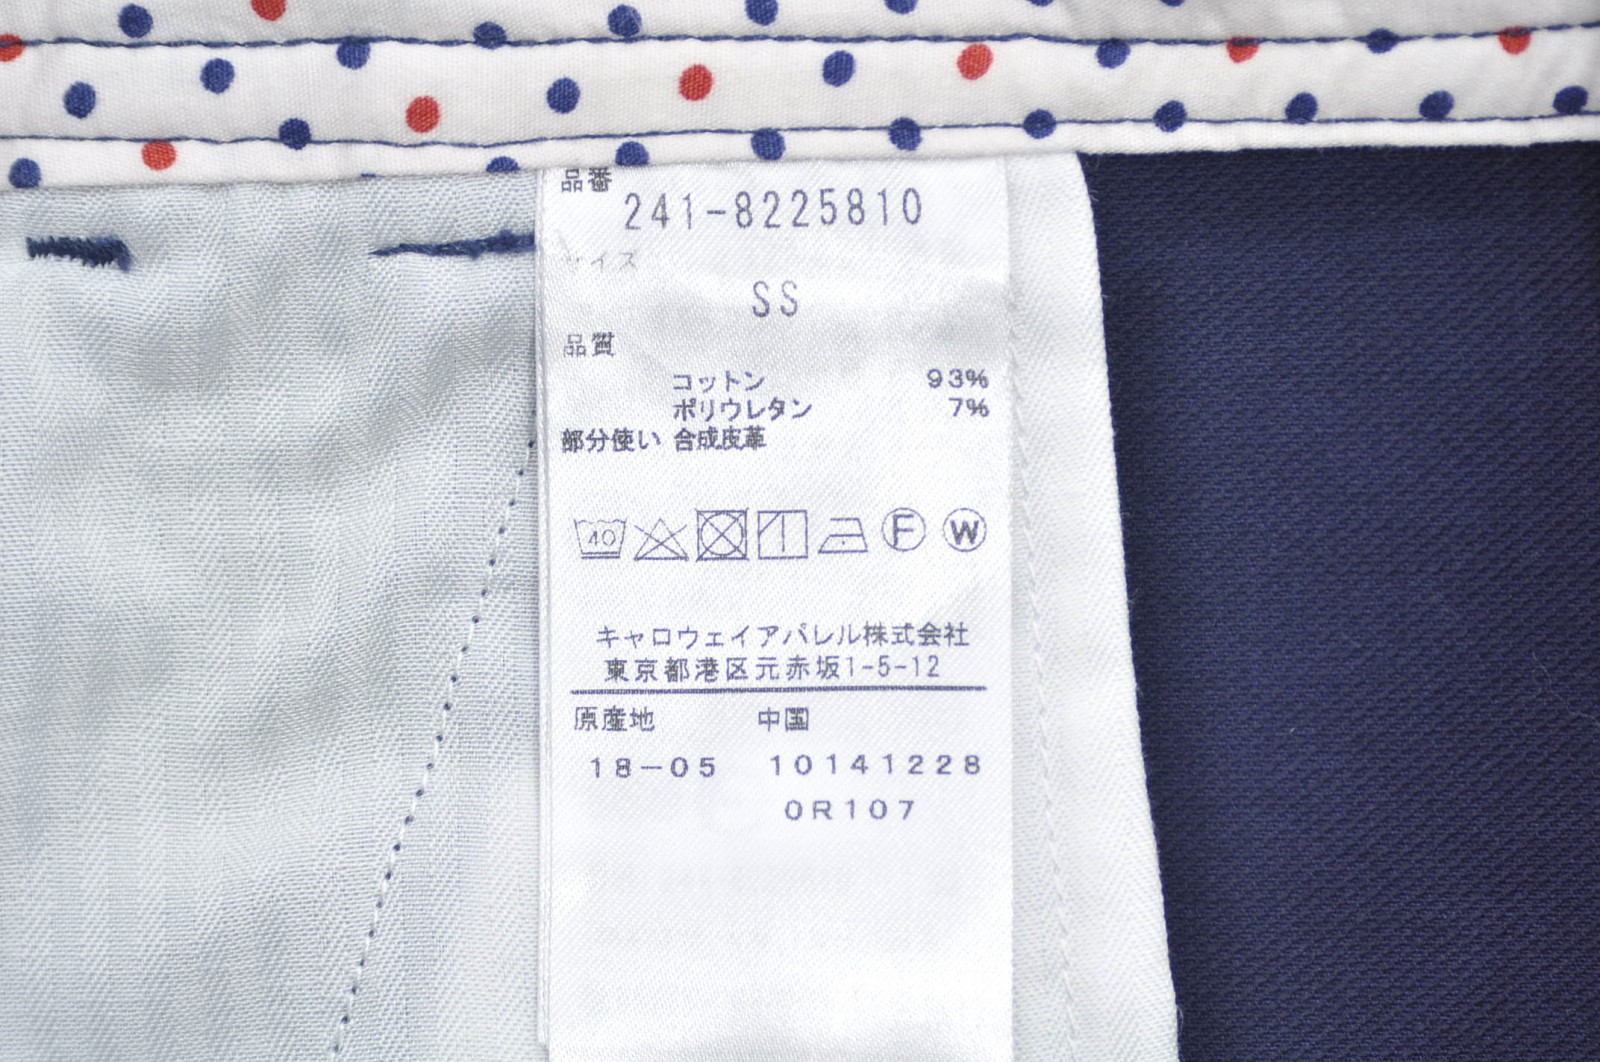 品番
241-8225810
サイズ
SS
品質
コットン 93%
ポリウレタン 7%
部分使い 合成皮革
40 F W
キャロウェイアパレル株式会社
東京都港区元赤坂1-5-12
原産地 中国
18-05 10141228
0R107